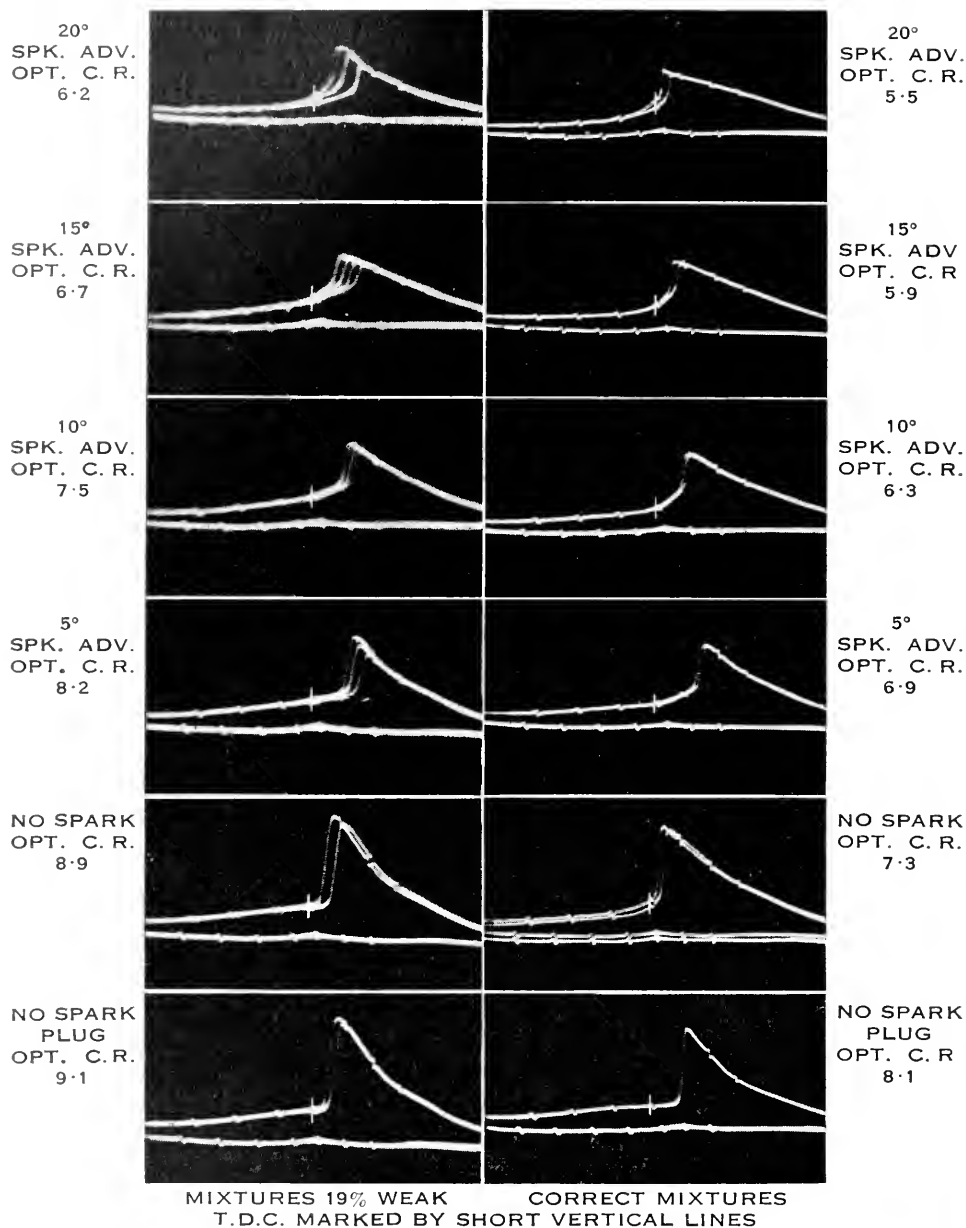 20°
SPK. ADV.
OPT. C. R.
6·2
20°
SPK. ADV.
OPT. C. R.
5·5
15°
SPK. ADV.
OPT. C. R.
6·7
15°
SPK. ADV
OPT. C. R
5·9
10°
SPK. ADV.
OPT. C. R.
7·5
10°
SPK. ADV.
OPT. C. R.
6·3
5°
SPK. ADV.
OPT. C. R.
8·2
5°
SPK. ADV.
OPT. C. R.
6·9
NO SPARK
OPT. C. R.
8·9
NO SPARK
OPT. C. R.
7·3
NO SPARK
PLUG
OPT. C. R.
9·1
NO SPARK
PLUG
OPT. C. R
8·1
MIXTURES 19% WEAK
CORRECT MIXTURES
T.D.C. MARKED BY SHORT VERTICAL LINES